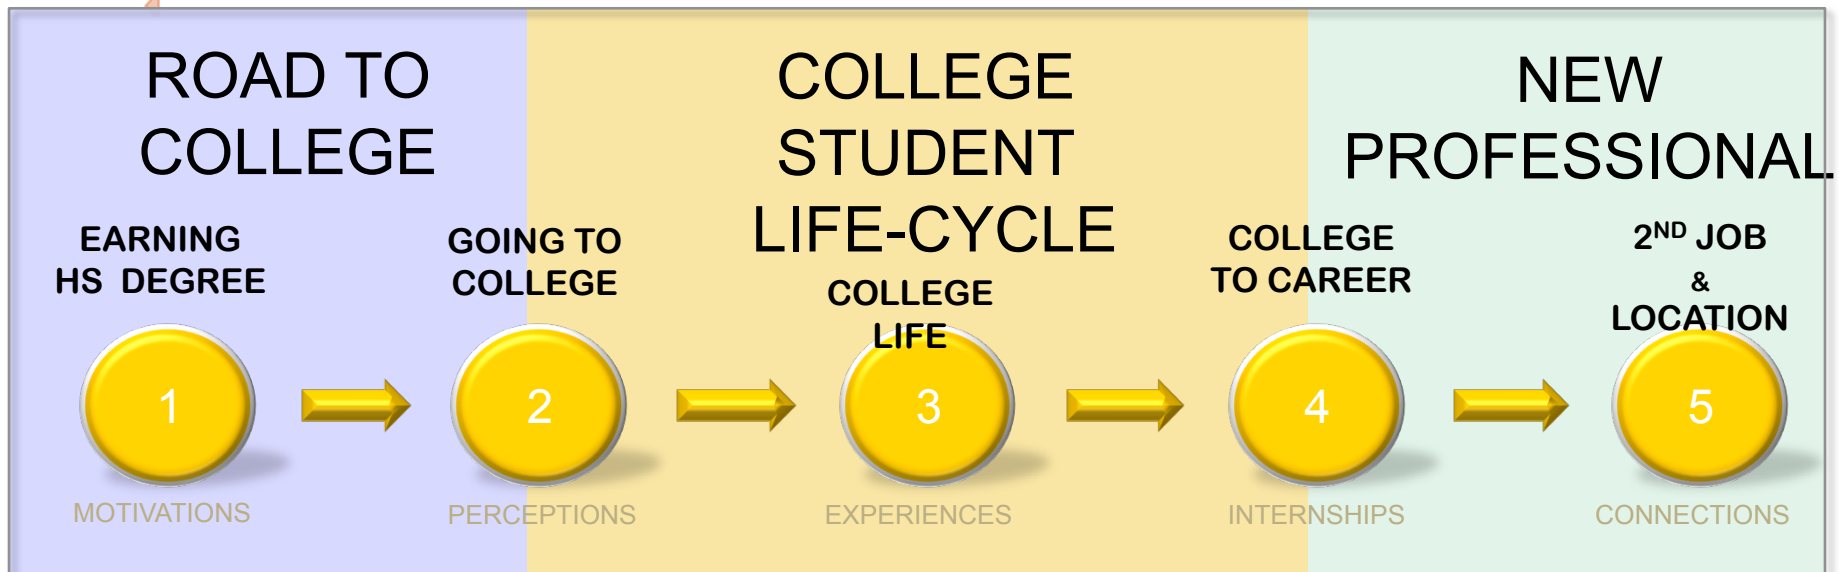 ROAD TO
COLLEGE
COLLEGE
STUDENT
LIFE-CYCLE
NEW
PROFESSIONAL
EARNING
HS DEGREE
GOING TO
COLLEGE
COLLEGE
LIFE
COLLEGE
TO CAREER
2ND JOB
&
LOCATION
1
2
3
4
5
MOTIVATIONS
PERCEPTIONS
EXPERIENCES
INTERNSHIPS
CONNECTIONS